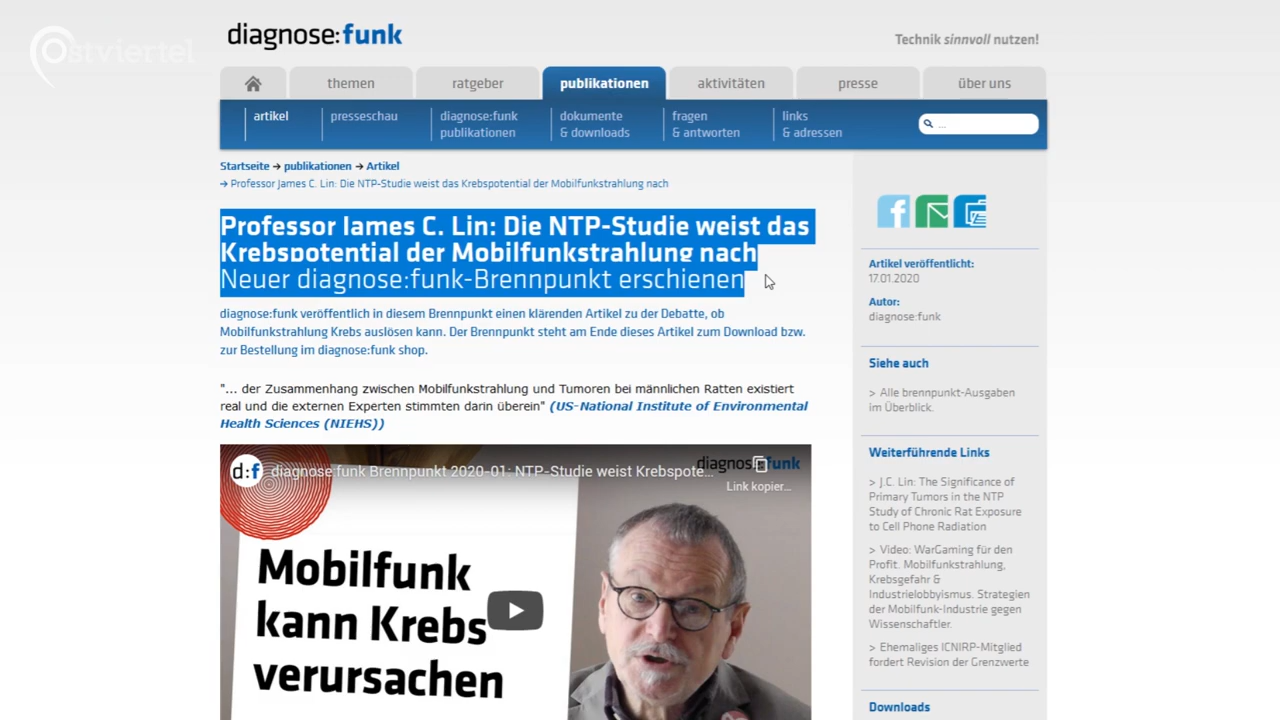 Ostviertel
diagnose:funk
Technik sinnvoll nutzen!
themen
ratgeber
publikationen
aktivitäten
presse
über uns
artikel
presseschau
diagnose:funk
publikationen
dokumente
& downloads
fragen
& antworten
links
& adressen
...
Startseite → publikationen → Artikel
→ Professor James C. Lin: Die NTP-Studie weist das Krebspotential der Mobilfunkstrahlung nach
Professor James C. Lin: Die NTP-Studie weist das
Krebspotential der Mobilfunkstrahlung nach
Neuer diagnose:funk-Brennpunkt erschienen
diagnose:funk veröffentlich in diesem Brennpunkt einen klärenden Artikel zu der Debatte, ob
Mobilfunkstrahlung Krebs auslösen kann. Der Brennpunkt steht am Ende dieses Artikel zum Download bzw.
zur Bestellung im diagnose:funk shop.
"... der Zusammenhang zwischen Mobilfunkstrahlung und Tumoren bei männlichen Ratten existiert
real und die externen Experten stimmten darin überein" (US-National Institute of Environmental
Health Sciences (NIEHS))
d:f
diagnose:funk Brennpunkt 2020-01: NTP-Studie weist Krebspote...
diagnose:funk
Link kopier...
Mobilfunk
kann Krebs
verursachen
Artikel veröffentlicht:
17.01.2020
Autor:
diagnose:funk
Siehe auch
> Alle brennpunkt-Ausgaben
im Überblick.
Weiterführende Links
> J.C. Lin: The Significance of
Primary Tumors in the NTP
Study of Chronic Rat Exposure
to Cell Phone Radiation
> Video: WarGaming für den
Profit. Mobilfunkstrahlung,
Krebsgefahr &
Industrielobbyismus. Strategien
der Mobilfunk-Industrie gegen
Wissenschaftler.
> Ehemaliges ICNIRP-Mitglied
fordert Revision der Grenzwerte
Downloads